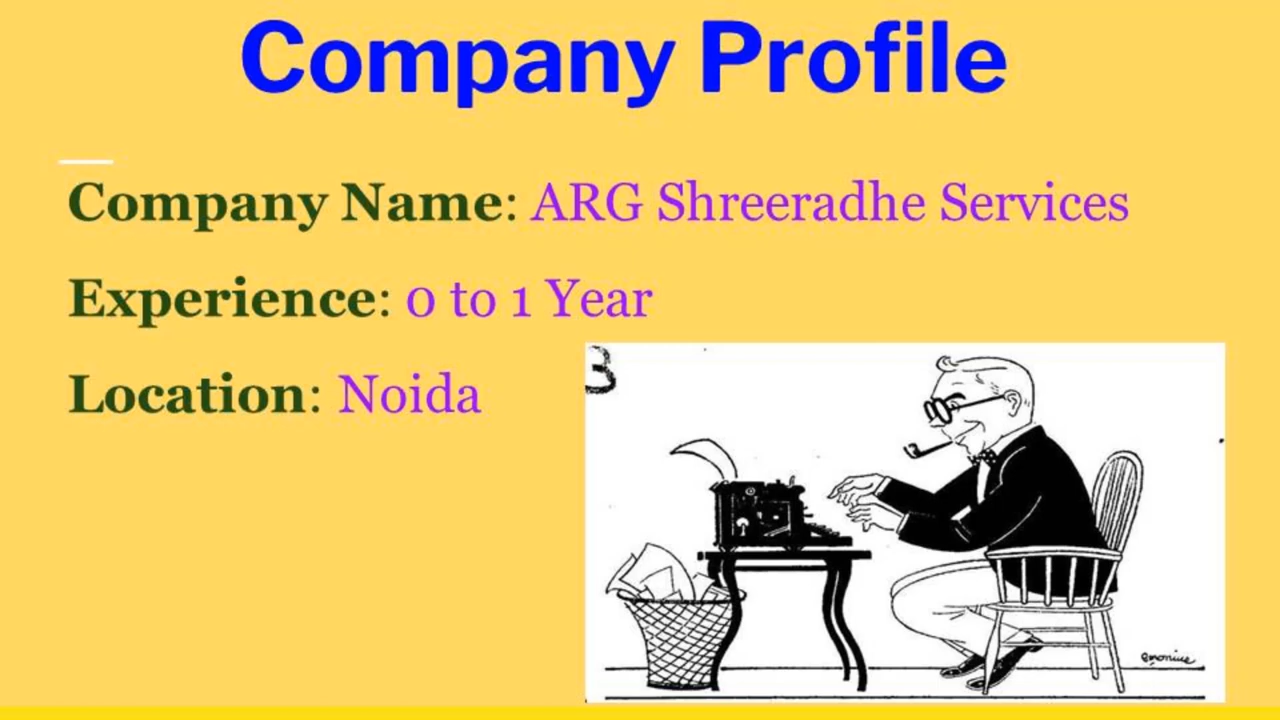 Company Profile
Company Name: ARG Shreeradhe Services
Experience: 0 to 1 Year
Location: Noida